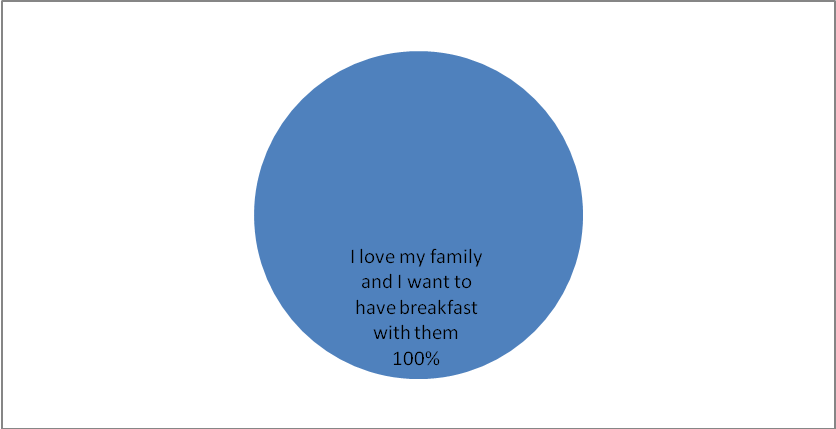 I love my family
and I want to
have breakfast
with them
100%